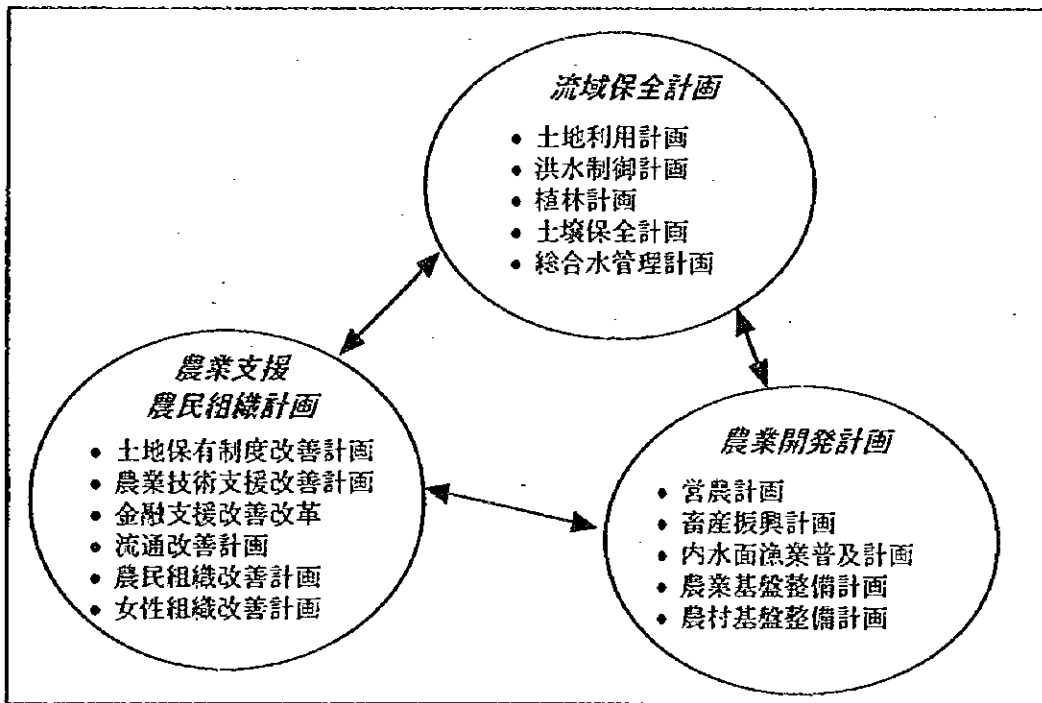 流域保全計画
• 土地利用計画
• 洪水制御計画
• 植林計画
• 土壌保全計画
• 総合水管理計画
農業支援
農民組織計画
• 土地保有制度改善計画
• 農業技術支援改善計画
• 金融支援改善改革
• 流通改善計画
• 農民組織改善計画
• 女性組織改善計画
農業開発計画
• 営農計画
• 畜産振興計画
• 内水面漁業普及計画
• 農業基盤整備計画
• 農村基盤整備計画